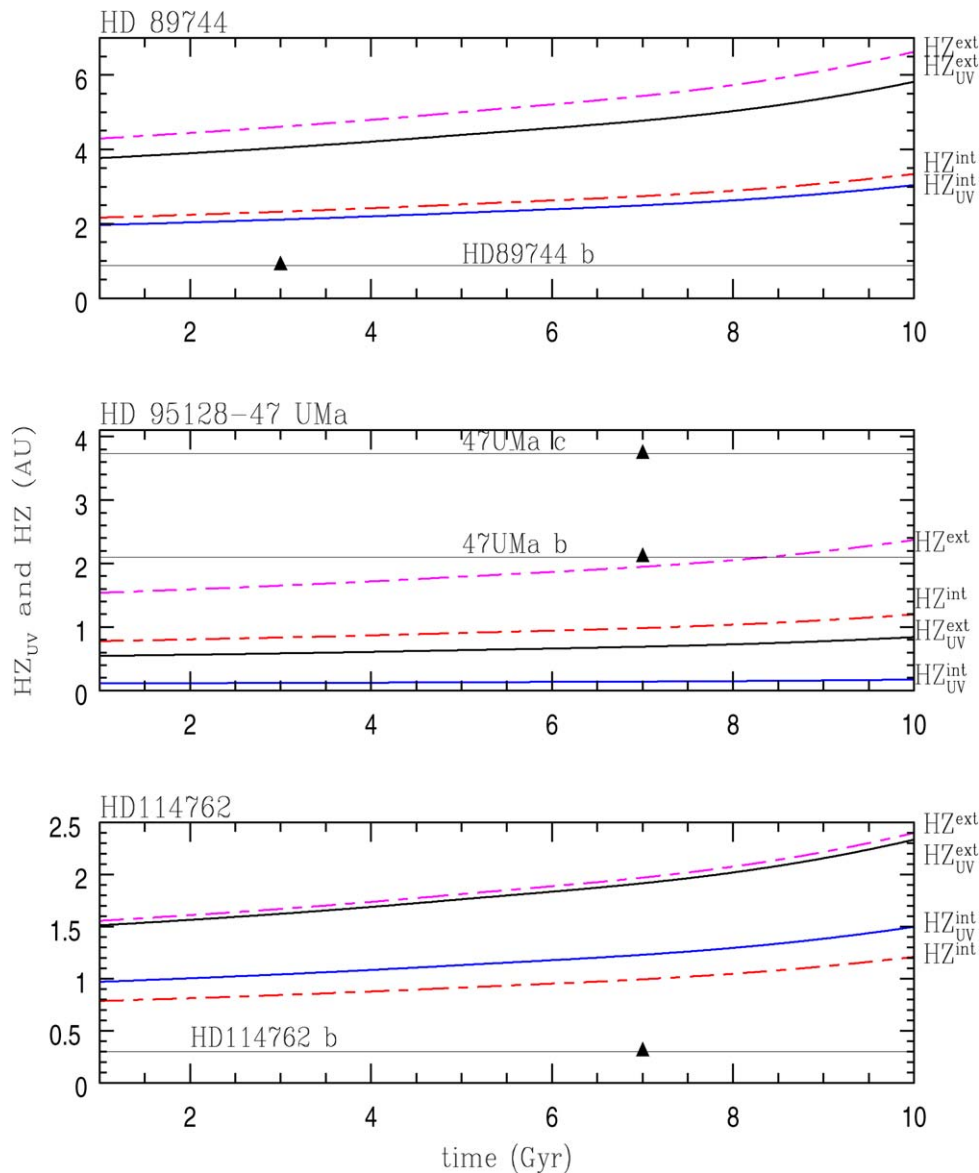 HD 89744
6
4
2
0
HZ^ext
HZ^ext_UV
HZ^int
HZ^int_UV
HD89744 b
2 4 6 8 10
HD 95128-47 UMa
4
3
2
1
0
47UMa c
47UMa b
HZ^ext
HZ^int
HZ^ext_UV
HZ^int_UV
2 4 6 8 10
HZ_UV and HZ (AU)
HD114762
2.5
2
1.5
1
0.5
0
HZ^ext
HZ^ext_UV
HZ^int_UV
HZ^int
HD114762 b
2 4 6 8 10
time (Gyr)